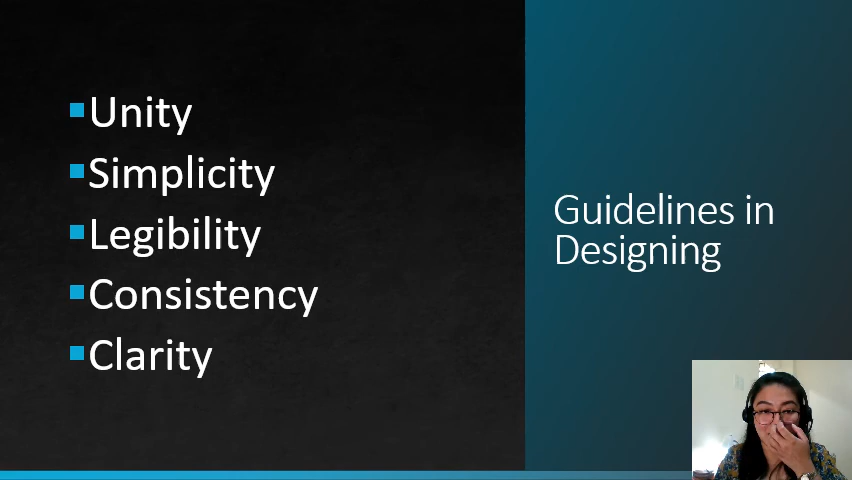 Unity
Simplicity
Legibility
Consistency
Clarity
Guidelines in
Designing